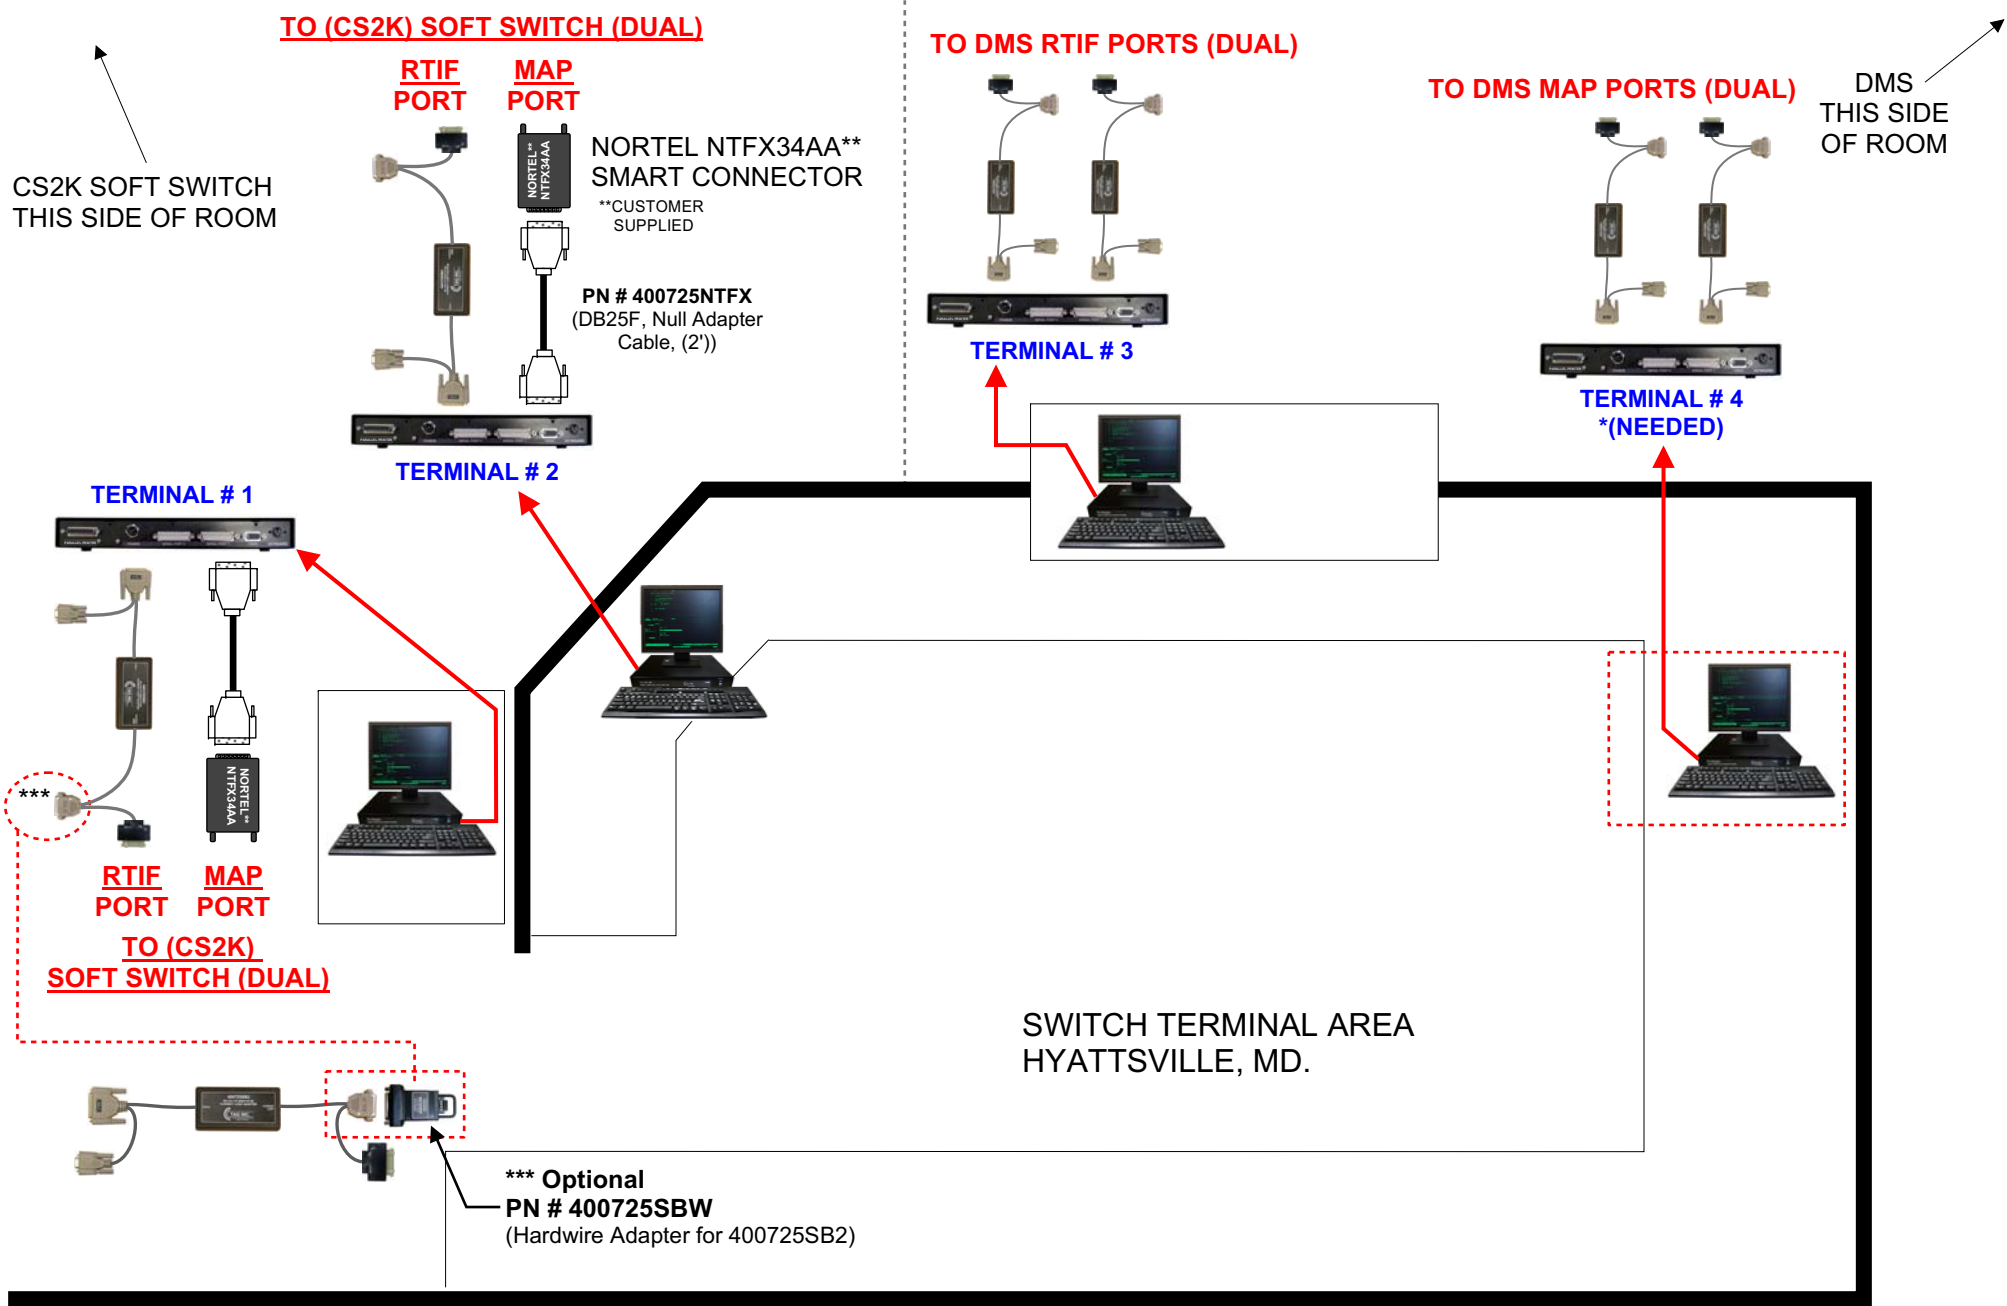 TO (CS2K) SOFT SWITCH (DUAL)
RTIF
PORT
MAP
PORT
NORTEL**
NTFX34AA
NORTEL NTFX34AA**
SMART CONNECTOR
**CUSTOMER
SUPPLIED
PN # 400725NTFX
(DB25F, Null Adapter
Cable, (2'))
CS2K SOFT SWITCH
THIS SIDE OF ROOM
TO DMS RTIF PORTS (DUAL)
TO DMS MAP PORTS (DUAL)
DMS
THIS SIDE
OF ROOM
TERMINAL # 3
TERMINAL # 4
*(NEEDED)
TERMINAL # 2
TERMINAL # 1
***
NORTEL**
NTFX34AA
RTIF
PORT
MAP
PORT
TO (CS2K)
SOFT SWITCH (DUAL)
SWITCH TERMINAL AREA
HYATTSVILLE, MD.
*** Optional
PN # 400725SBW
(Hardwire Adapter for 400725SB2)